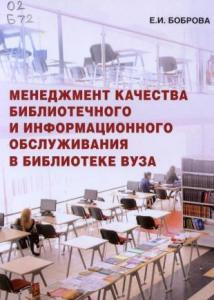 02
Б72
Е.И. БОБРОВА
МЕНЕДЖМЕНТ КАЧЕСТВА
БИБЛИОТЕЧНОГО
И ИНФОРМАЦИОННОГО
ОБСЛУЖИВАНИЯ
В БИБЛИОТЕКЕ ВУЗА